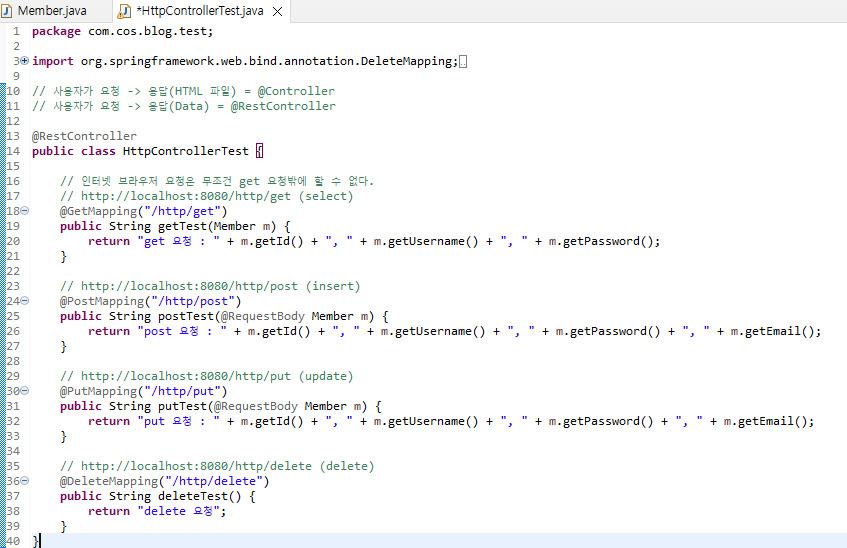 Member.java *HttpControllerTest.java
1 package com.cos.blog.test;
2
3 import org.springframework.web.bind.annotation.DeleteMapping;
9
10 // 사용자가 요청 -> 응답(HTML 파일) = @Controller
11 // 사용자가 요청 -> 응답(Data) = @RestController
12
13 @RestController
14 public class HttpControllerTest {
15
16 // 인터넷 브라우저 요청은 무조건 get 요청밖에 할 수 없다.
17 // http://localhost:8080/http/get (select)
18 @GetMapping("/http/get")
19 public String getTest(Member m) {
20 return "get 요청 : " + m.getId() + ", " + m.getUsername() + ", " + m.getPassword();
21 }
22
23 // http://localhost:8080/http/post (insert)
24 @PostMapping("/http/post")
25 public String postTest(@RequestBody Member m) {
26 return "post 요청 : " + m.getId() + ", " + m.getUsername() + ", " + m.getPassword() + ", " + m.getEmail();
27 }
28
29 // http://localhost:8080/http/put (update)
30 @PutMapping("/http/put")
31 public String putTest(@RequestBody Member m) {
32 return "put 요청 : " + m.getId() + ", " + m.getUsername() + ", " + m.getPassword() + ", " + m.getEmail();
33 }
34
35 // http://localhost:8080/http/delete (delete)
36 @DeleteMapping("/http/delete")
37 public String deleteTest() {
38 return "delete 요청";
39 }
40 }